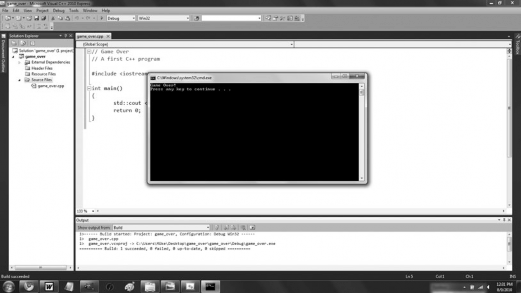 game_over - Microsoft Visual C++ 2010 Express
File Edit View Project Debug Tools Window Help
Debug Win32
Solution Explorer
game_over.cpp
(Global Scope)
Solution 'game_over' (1 project)
game_over
External Dependencies
Header Files
Resource Files
Source Files
game_over.cpp
// Game Over
// A first C++ program
#include <iostream
int main()
{
std::cout <
return 0;
}
C:\Windows\system32\cmd.exe
Game Over!
Press any key to continue . . .
100 %
Output
Show output from: Build
1>------ Build started: Project: game_over, Configuration: Debug Win32 ------
1> game_over.cpp
1> game_over.vcxproj -> C:\Users\Desktop\game_over\Debug\game_over.exe
========== Build: 1 succeeded, 0 failed, 0 up-to-date, 0 skipped ==========
Build succeeded
Ln 5 Col 1 Ch 1 INS
12:01 PM